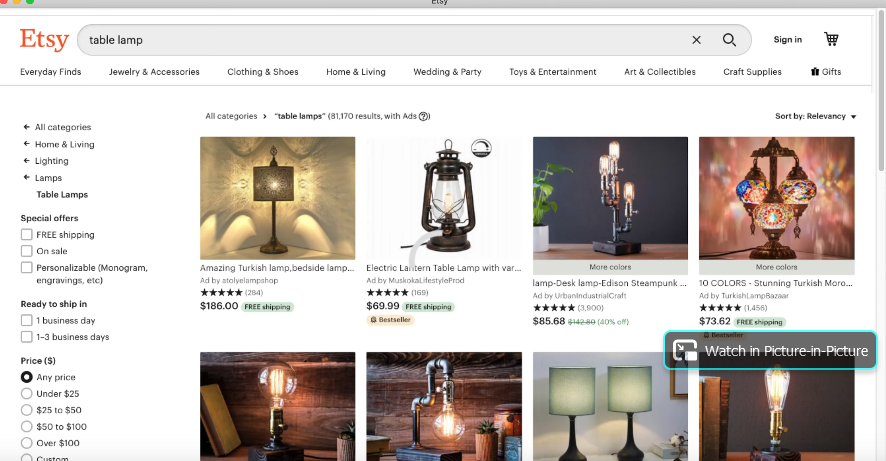 Etsy
Etsy
table lamp
Sign in
Everyday Finds
Jewelry & Accessories
Clothing & Shoes
Home & Living
Wedding & Party
Toys & Entertainment
Art & Collectibles
Craft Supplies
Gifts
All categories
Home & Living
Lighting
Lamps
Table Lamps
Special offers
FREE shipping
On sale
Personalizable (Monogram,
engravings, etc)
Ready to ship in
1 business day
1–3 business days
Price ($)
Any price
Under $25
$25 to $50
$50 to $100
Over $100
Custom
All categories > "table lamps" (81,170 results, with Ads ?)
Sort by: Relevancy
Amazing Turkish lamp,bedside lamp...
Ad by atolyelampshop
★★★★★ (284)
$186.00 FREE shipping
Electric Lantern Table Lamp with var...
Ad by MuskokaLifestyleProd
★★★★★ (169)
$69.99 FREE shipping
Bestseller
More colors
lamp-Desk lamp-Edison Steampunk ...
Ad by UrbanIndustrialCraft
★★★★★ (3,900)
$85.68 $142.80 (40% off)
More colors
10 COLORS - Stunning Turkish Moro...
Ad by TurkishLampBazaar
★★★★★ (1,456)
$73.62 FREE shipping
Bestseller
Watch in Picture-in-Picture